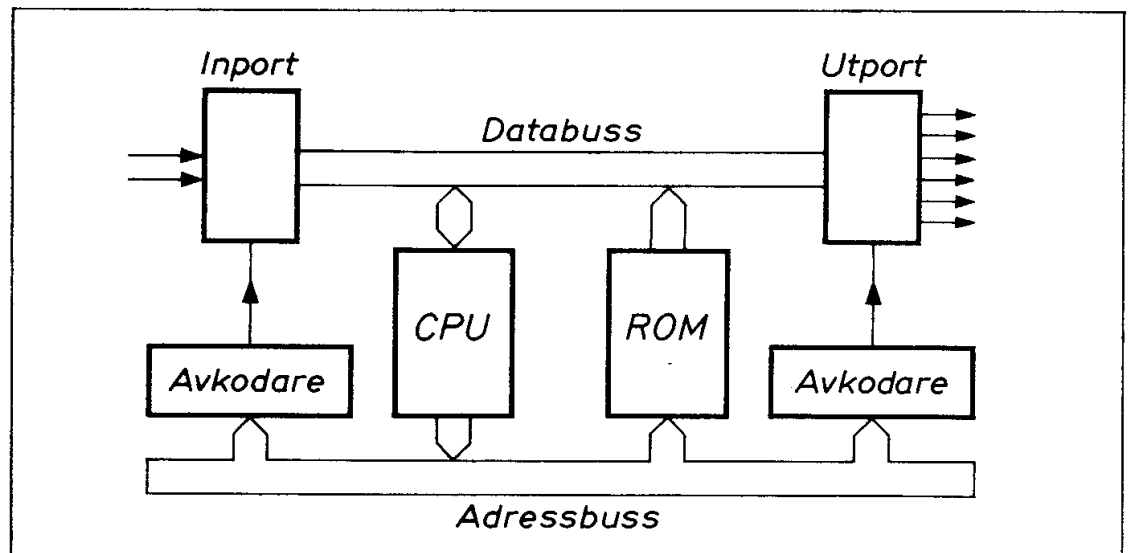 Inport
Utport
Databuss
CPU
ROM
Avkodare
Avkodare
Adressbuss